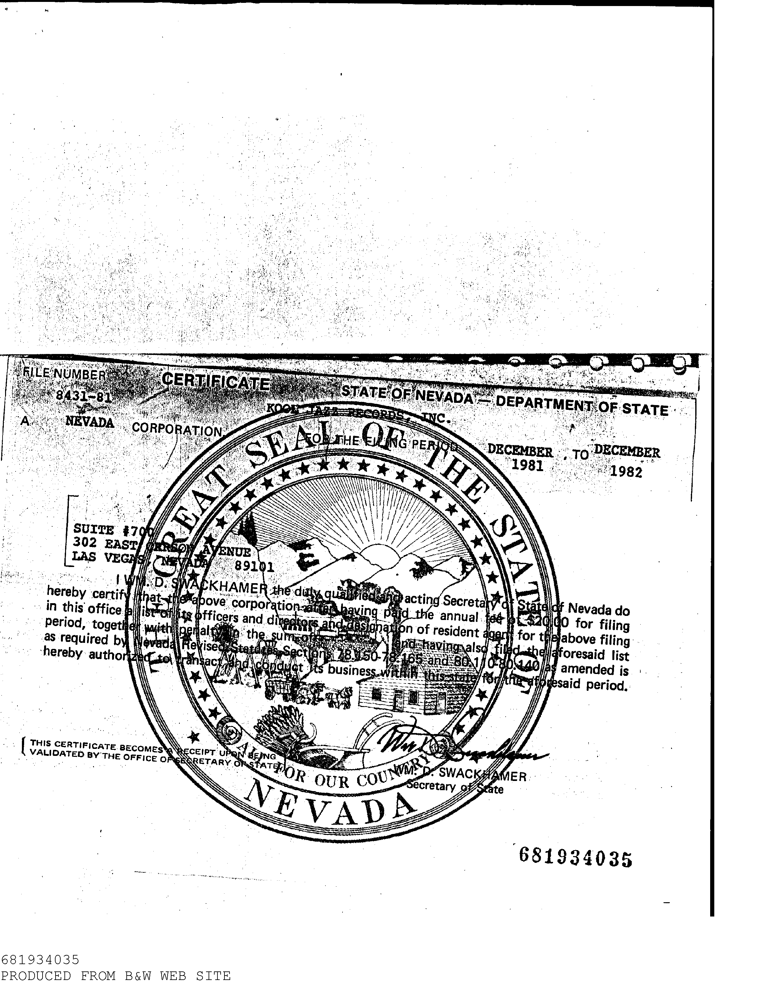 FILE NUMBER
8431-81
CERTIFICATE
STATE OF NEVADA — DEPARTMENT OF STATE
KOOL JAZZ RECORDS, INC.
A NEVADA CORPORATION
FOR THE FILING PERIOD
DECEMBER 1981 TO DECEMBER 1982
SUITE #700
302 EAST CARSON AVENUE
LAS VEGAS, NEVADA 89101
I WM. D. SWACKHAMER the duly qualified and acting Secretary of State of Nevada do
hereby certify that the above corporation after having paid the annual fee of $20.00 for filing
in this office a list of its officers and directors and designation of resident agent for the above filing
period, together with penalty in the sum of and having also filed the aforesaid list
as required by Nevada Revised Statutes Sections 78.150-78.165 and 80.110-80.140 as amended is
hereby authorized to transact and conduct its business within this state for the aforesaid period.
THE GREAT SEAL OF THE STATE OF
NEVADA
ALL FOR OUR COUNTRY
THIS CERTIFICATE BECOMES A RECEIPT UPON BEING
VALIDATED BY THE OFFICE OF SECRETARY OF STATE
WM. D. SWACKHAMER
Secretary of State
681934035
681934035
PRODUCED FROM B&W WEB SITE